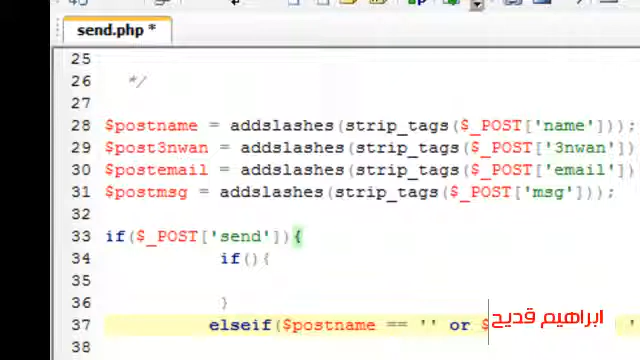 send.php *
25
26 */
27
28 $postname = addslashes(strip_tags($_POST['name']));
29 $post3nwan = addslashes(strip_tags($_POST['3nwan'])
30 $postemail = addslashes(strip_tags($_POST['email'])
31 $postmsg = addslashes(strip_tags($_POST['msg']));
32
33 if($_POST['send']){
34 if(){
35
36 }
37 elseif($postname == '' or $
ابراهيم قديح
38